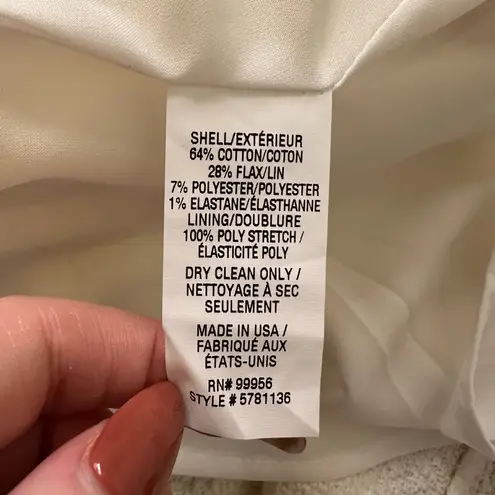 SHELL/EXTÉRIEUR
64% COTTON/COTON
28% FLAX/LIN
7% POLYESTER/POLYESTER
1% ELASTANE/ÉLASTHANNE
LINING/DOUBLURE
100% POLY STRETCH /
ÉLASTICITÉ POLY
DRY CLEAN ONLY /
NETTOYAGE À SEC
SEULEMENT
MADE IN USA /
FABRIQUÉ AUX
ÉTATS-UNIS
RN# 99956
STYLE # 5781136